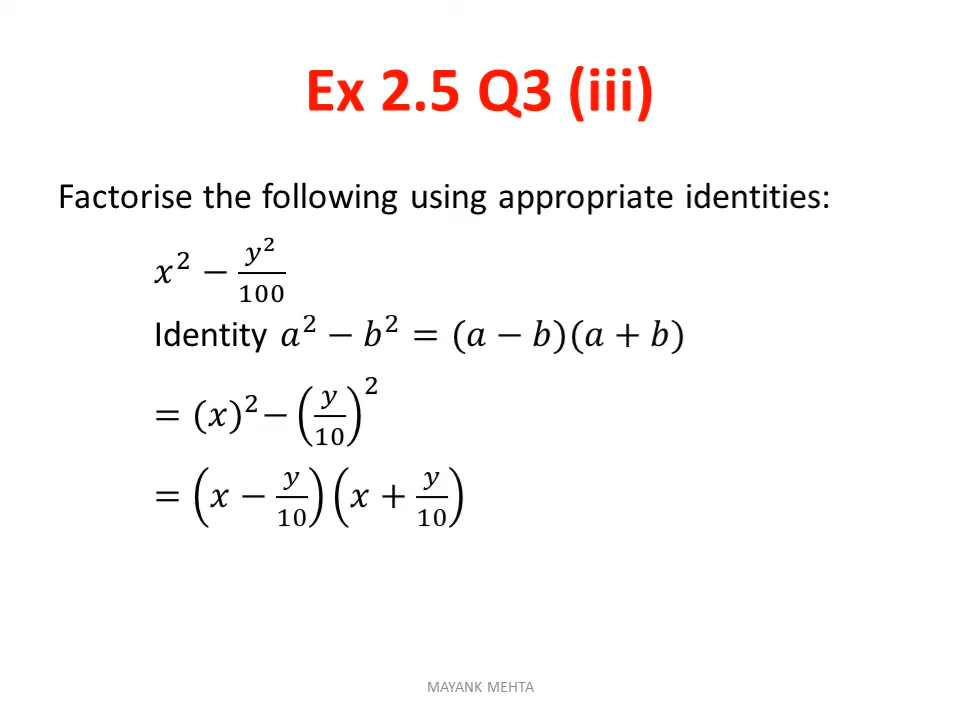 Ex 2.5 Q3 (iii)
Factorise the following using appropriate identities:
x² − y²/100
Identity a² − b² = (a − b)(a + b)
= (x)² − (y/10)²
= (x − y/10)(x + y/10)
MAYANK MEHTA